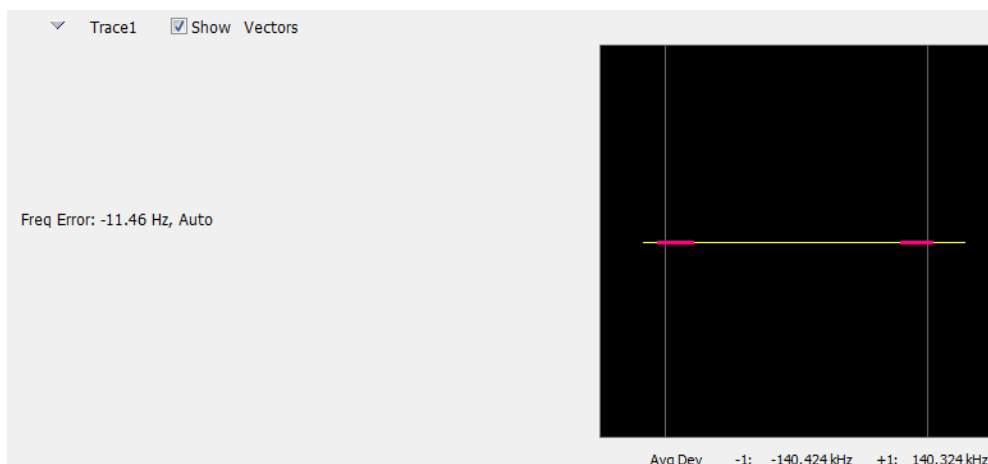 Trace1 Show Vectors
Freq Error: -11.46 Hz, Auto
Avg Dev -1: -140.424 kHz +1: 140.324 kHz